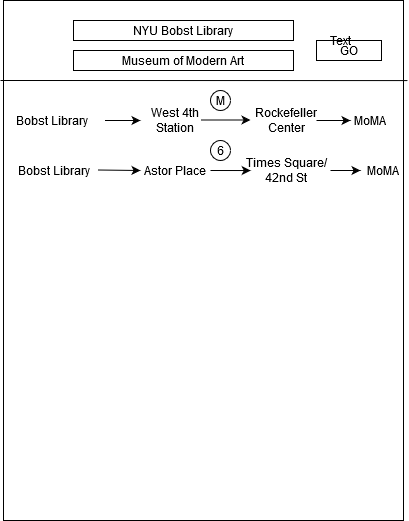 NYU Bobst Library
Museum of Modern Art
Text
GO
Bobst Library
West 4th
Station
M
Rockefeller
Center
MoMA
Bobst Library
Astor Place
6
Times Square/
42nd St
MoMA